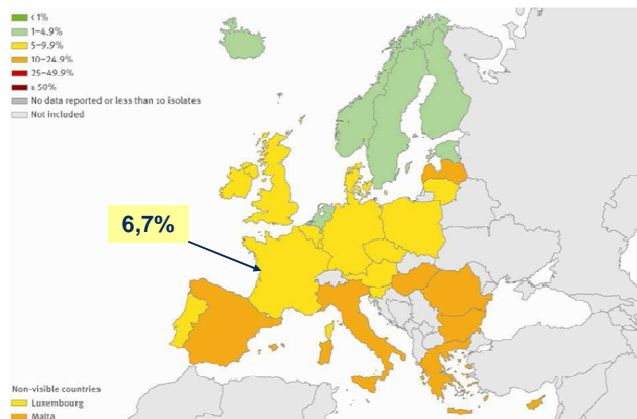 < 1%
1–4.9%
5–9.9%
10–24.9%
25–49.9%
≥ 50%
No data reported or less than 10 isolates
Not included
6,7%
Non-visible countries
Luxembourg
Malta